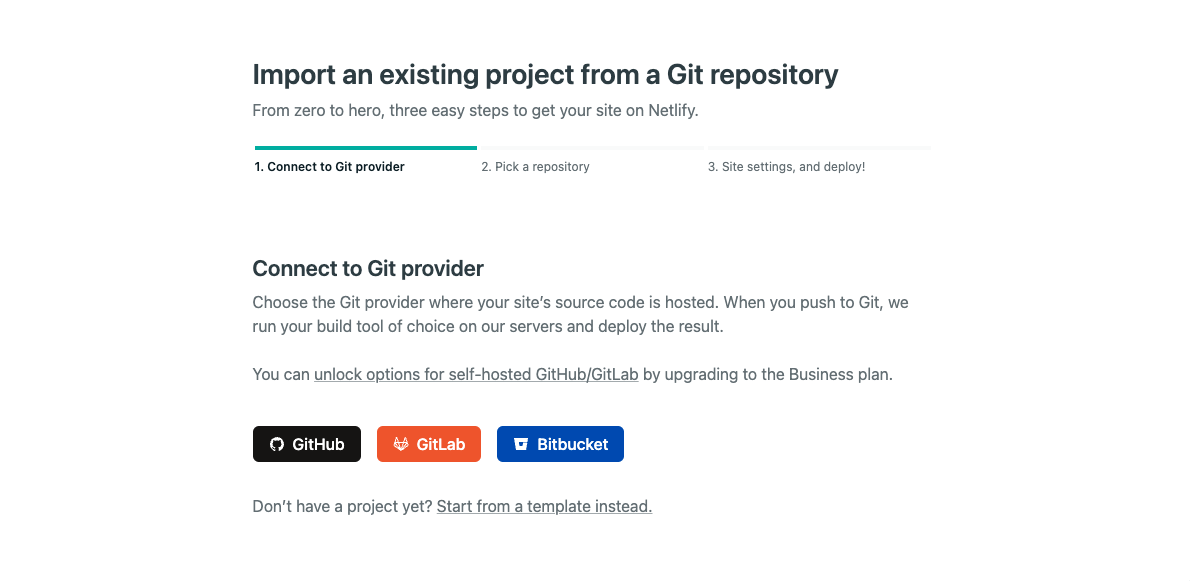 Import an existing project from a Git repository
From zero to hero, three easy steps to get your site on Netlify.
1. Connect to Git provider
2. Pick a repository
3. Site settings, and deploy!
Connect to Git provider
Choose the Git provider where your site’s source code is hosted. When you push to Git, we
run your build tool of choice on our servers and deploy the result.
You can unlock options for self-hosted GitHub/GitLab by upgrading to the Business plan.
GitHub
GitLab
Bitbucket
Don’t have a project yet? Start from a template instead.